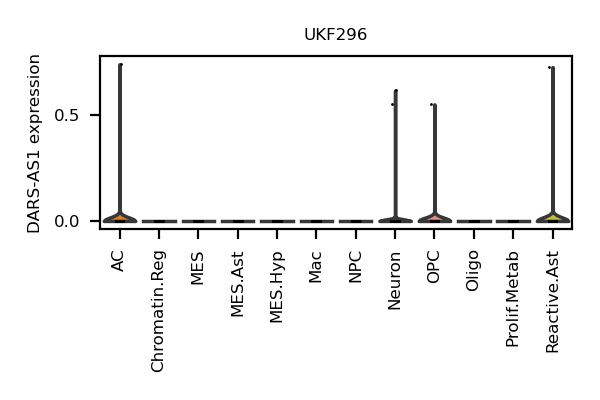 UKF296
DARS-AS1 expression
0.5
0.0
AC
Chromatin.Reg
MES
MES.Ast
MES.Hyp
Mac
NPC
Neuron
OPC
Oligo
Prolif.Metab
Reactive.Ast